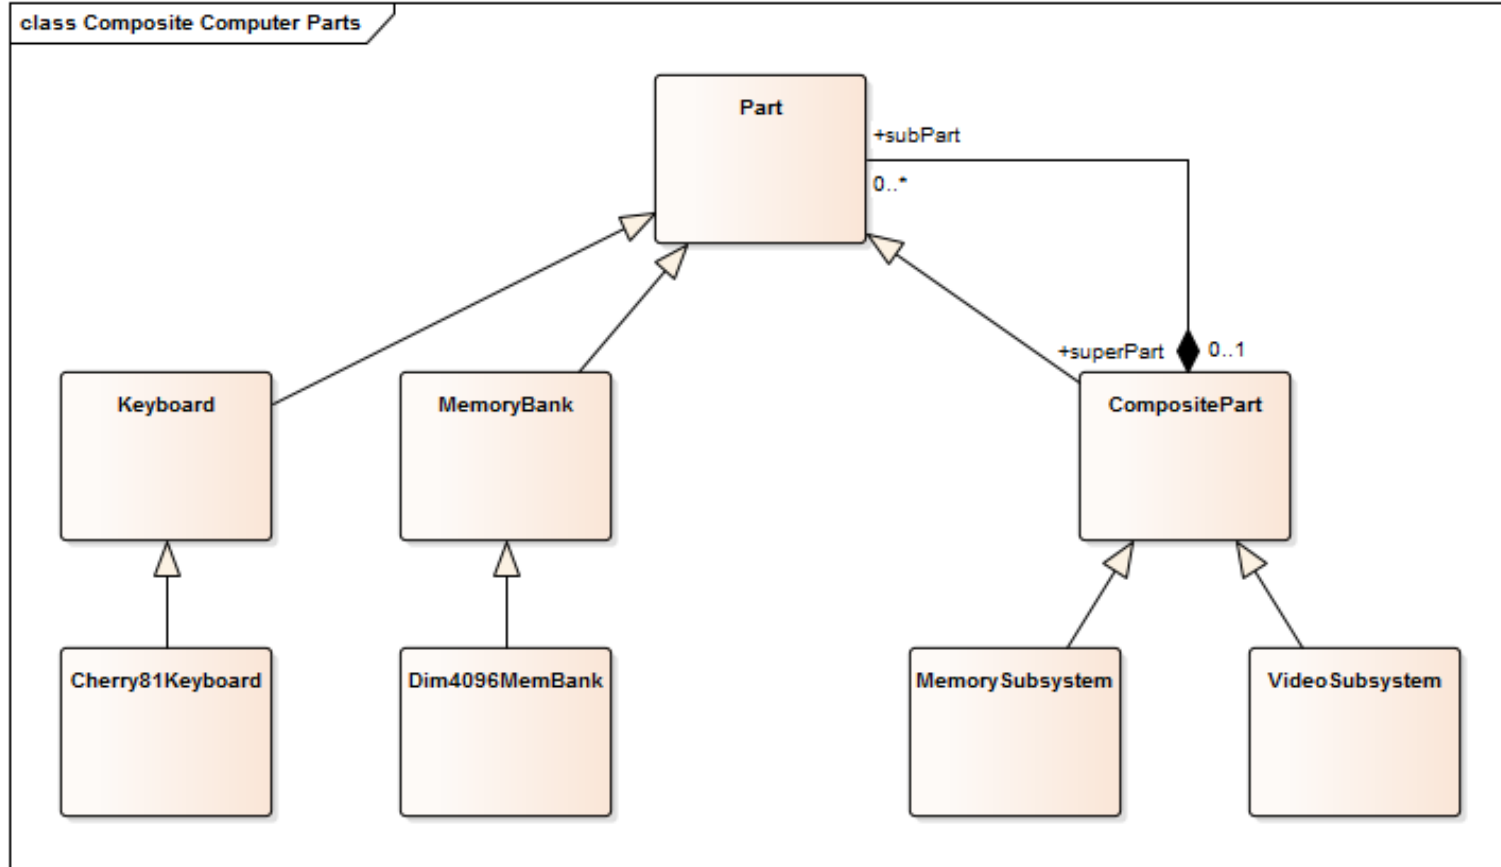 class Composite Computer Parts
Part
+subPart
0..*
+superPart
0..1
Keyboard
MemoryBank
CompositePart
Cherry81Keyboard
Dim4096MemBank
MemorySubsystem
VideoSubsystem